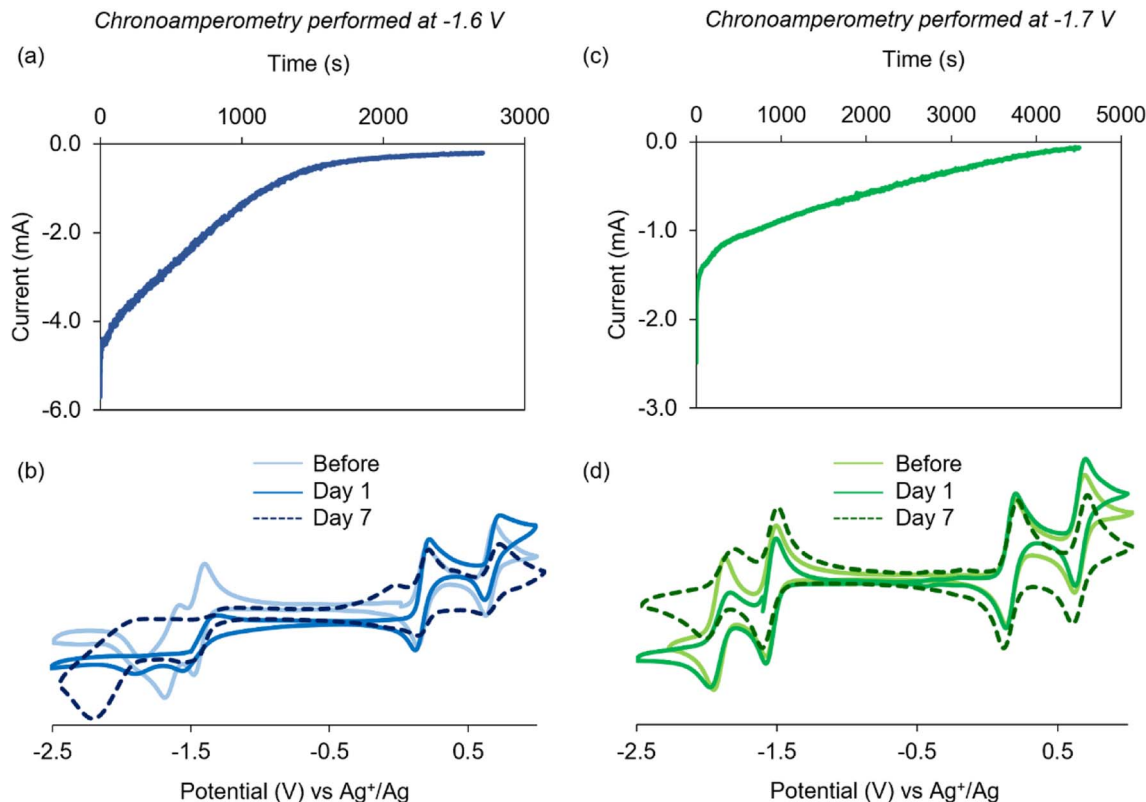 Chronoamperometry performed at -1.6 V
(a)
Time (s)
0 1000 2000 3000
0.0
-2.0
-4.0
-6.0
Current (mA)
(b)
Before
Day 1
Day 7
-2.5 -1.5 -0.5 0.5
Potential (V) vs Ag⁺/Ag
Chronoamperometry performed at -1.7 V
(c)
Time (s)
0 1000 2000 3000 4000 5000
0.0
-1.0
-2.0
-3.0
Current (mA)
(d)
Before
Day 1
Day 7
-2.5 -1.5 -0.5 0.5
Potential (V) vs Ag⁺/Ag